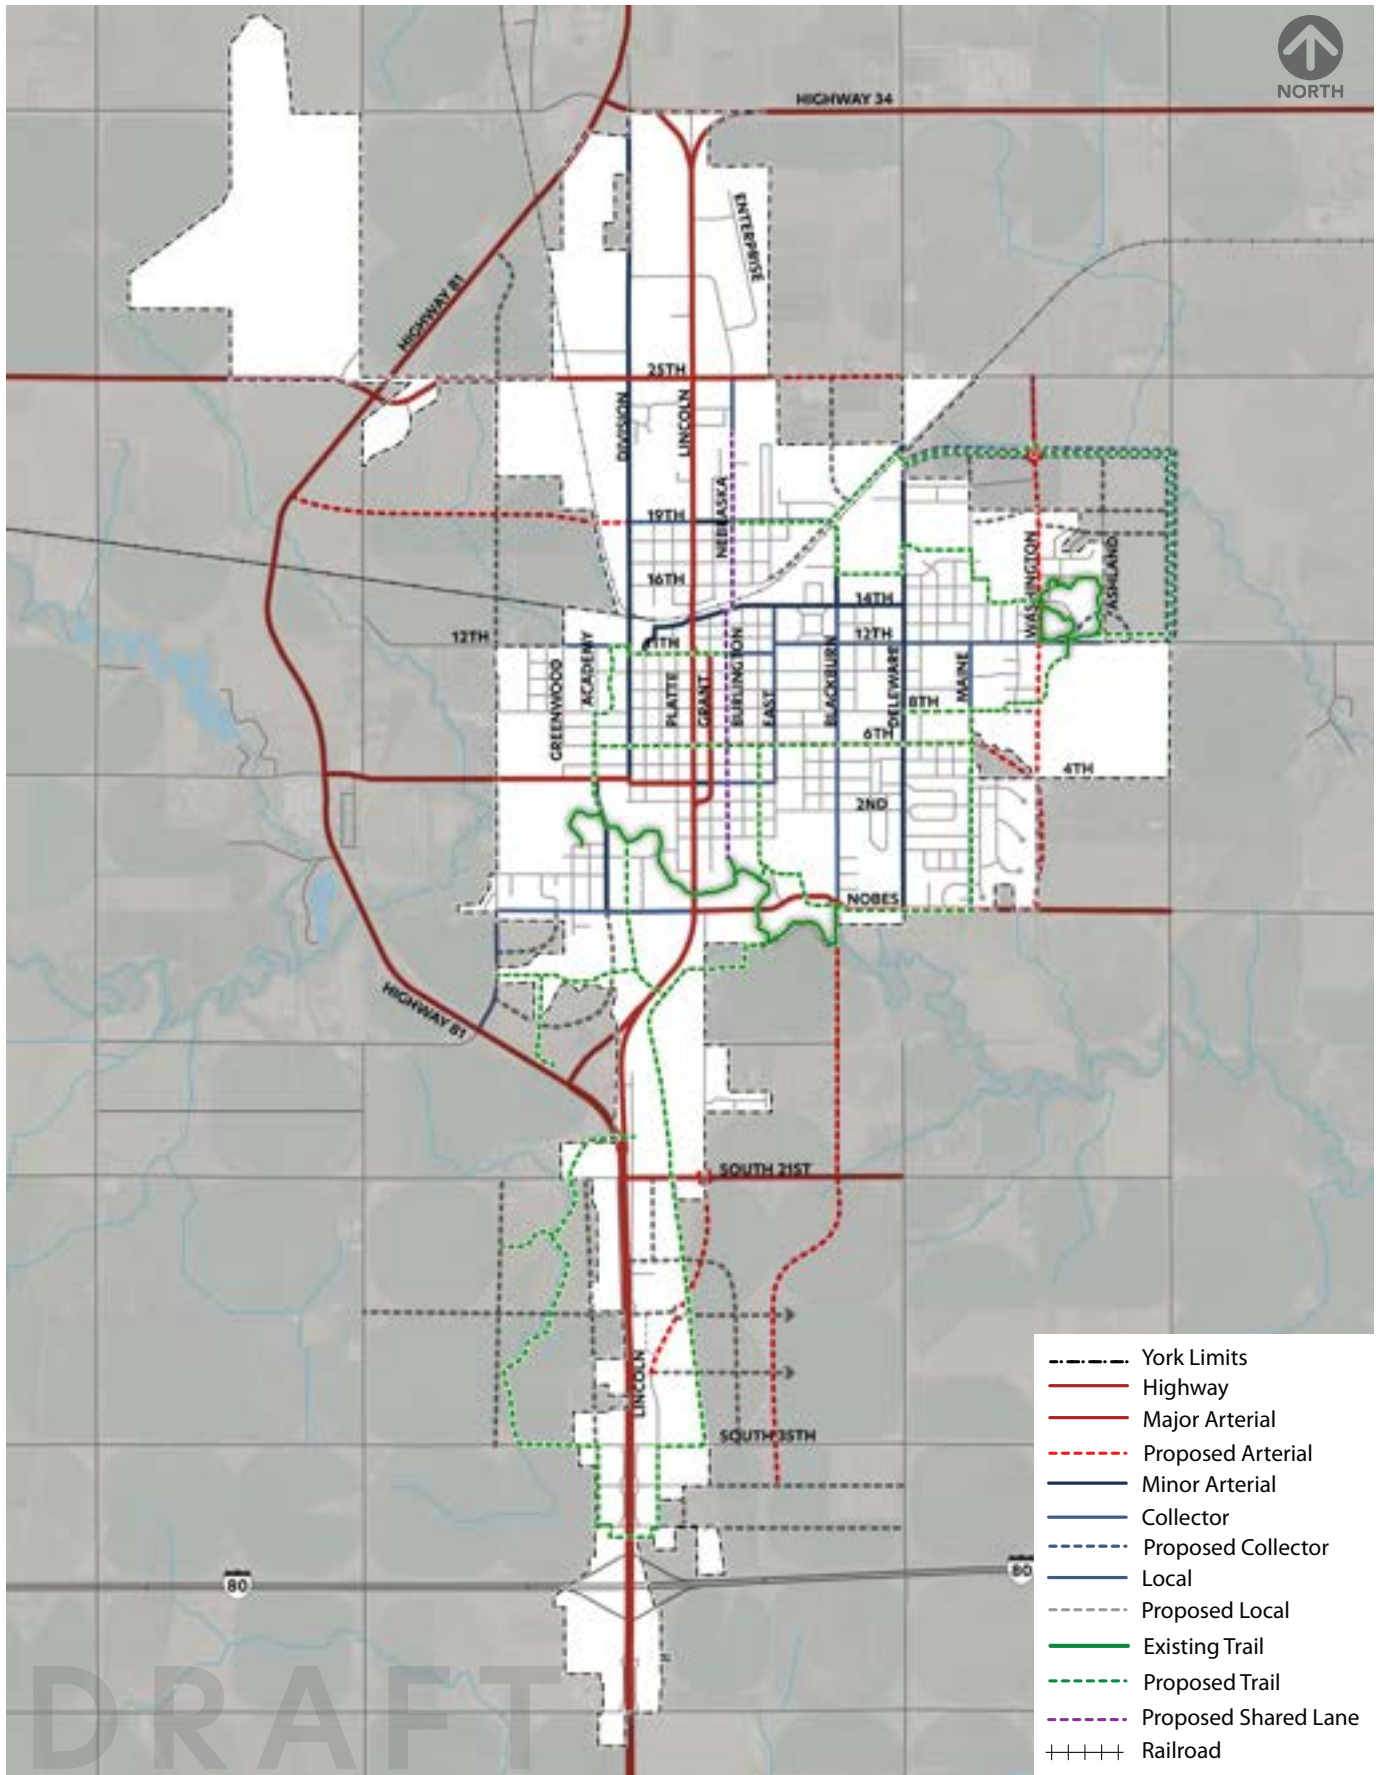 NORTH
HIGHWAY 34
ENTERPRISE
HIGHWAY 81
25TH
DIVISION
LINCOLN
NEBRASKA
19TH
16TH
WASHINGTON
ASHLAND
14TH
12TH
12TH
11TH
GREENWOOD
ACADEMY
PLATTE
GRANT
BURLINGTON
EAST
BLACKBURN
DELEWARE
MAINE
8TH
6TH
4TH
2ND
NOBES
HIGHWAY 81
SOUTH 21ST
LINCOLN
SOUTH 35TH
80
80
York Limits
Highway
Major Arterial
Proposed Arterial
Minor Arterial
Collector
Proposed Collector
Local
Proposed Local
Existing Trail
Proposed Trail
Proposed Shared Lane
Railroad
DRAFT